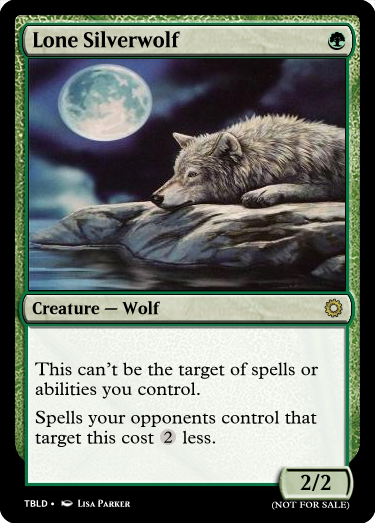 Lone Silverwolf
Creature — Wolf
This can't be the target of spells or
abilities you control.
Spells your opponents control that
target this cost 2 less.
2/2
TBLD • Lisa Parker
(NOT FOR SALE)